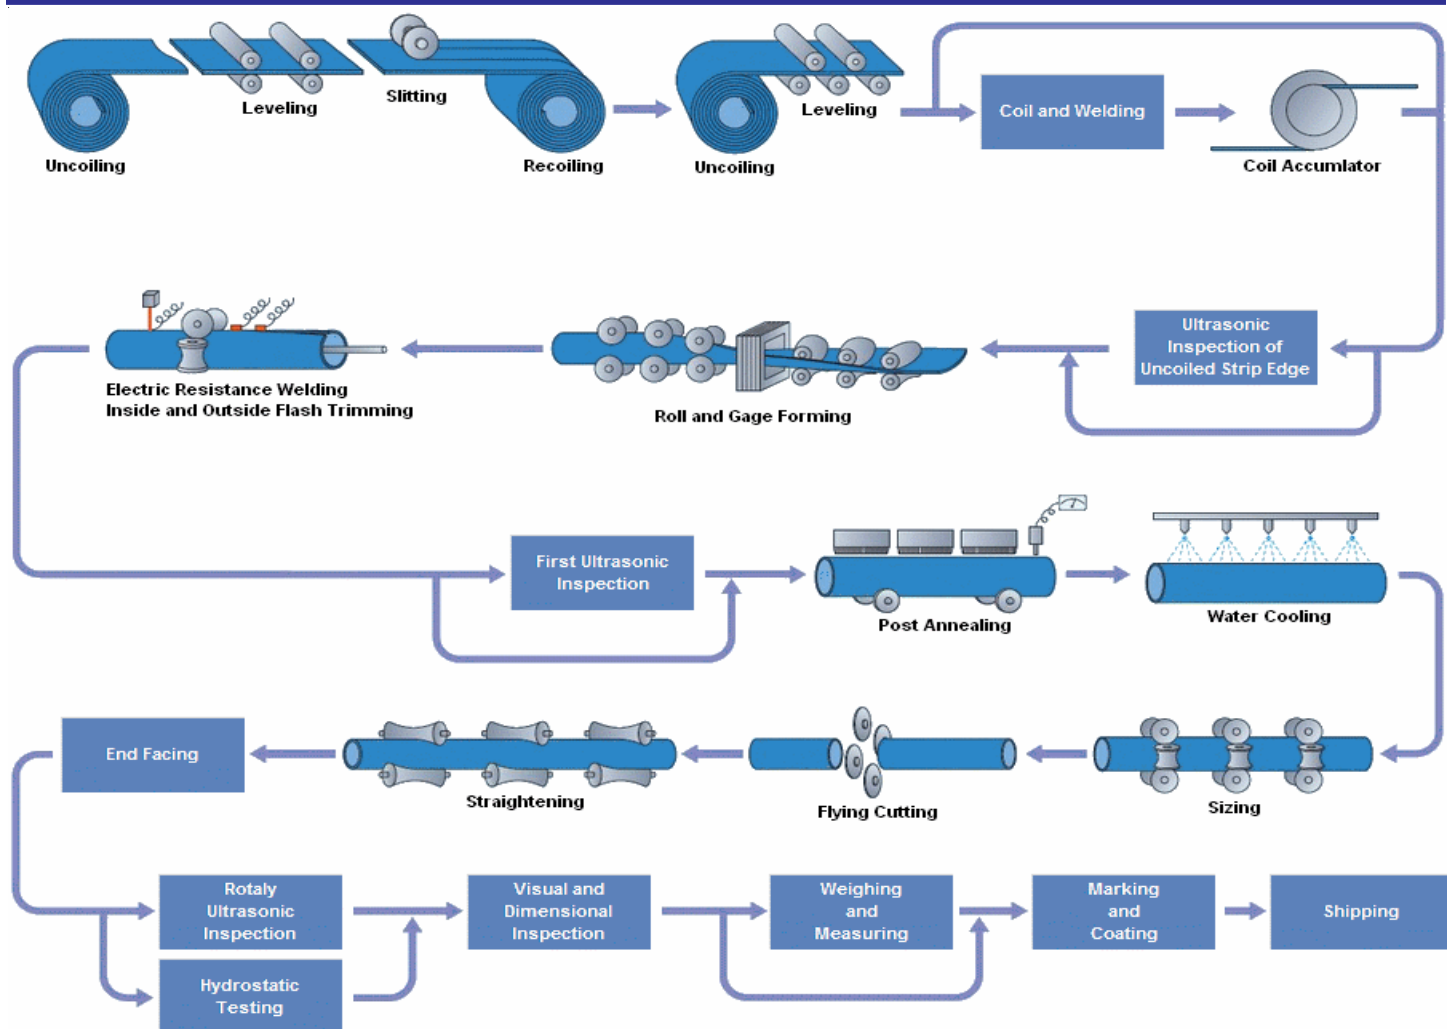 Uncoiling
Leveling
Slitting
Recoiling
Uncoiling
Leveling
Coil and Welding
Coil Accumlator
Ultrasonic
Inspection of
Uncoiled Strip Edge
Roll and Gage Forming
Electric Resistance Welding
Inside and Outside Flash Trimming
First Ultrasonic
Inspection
Post Annealing
Water Cooling
Sizing
Flying Cutting
Straightening
End Facing
Rotaly
Ultrasonic
Inspection
Hydrostatic
Testing
Visual and
Dimensional
Inspection
Weighing
and
Measuring
Marking
and
Coating
Shipping